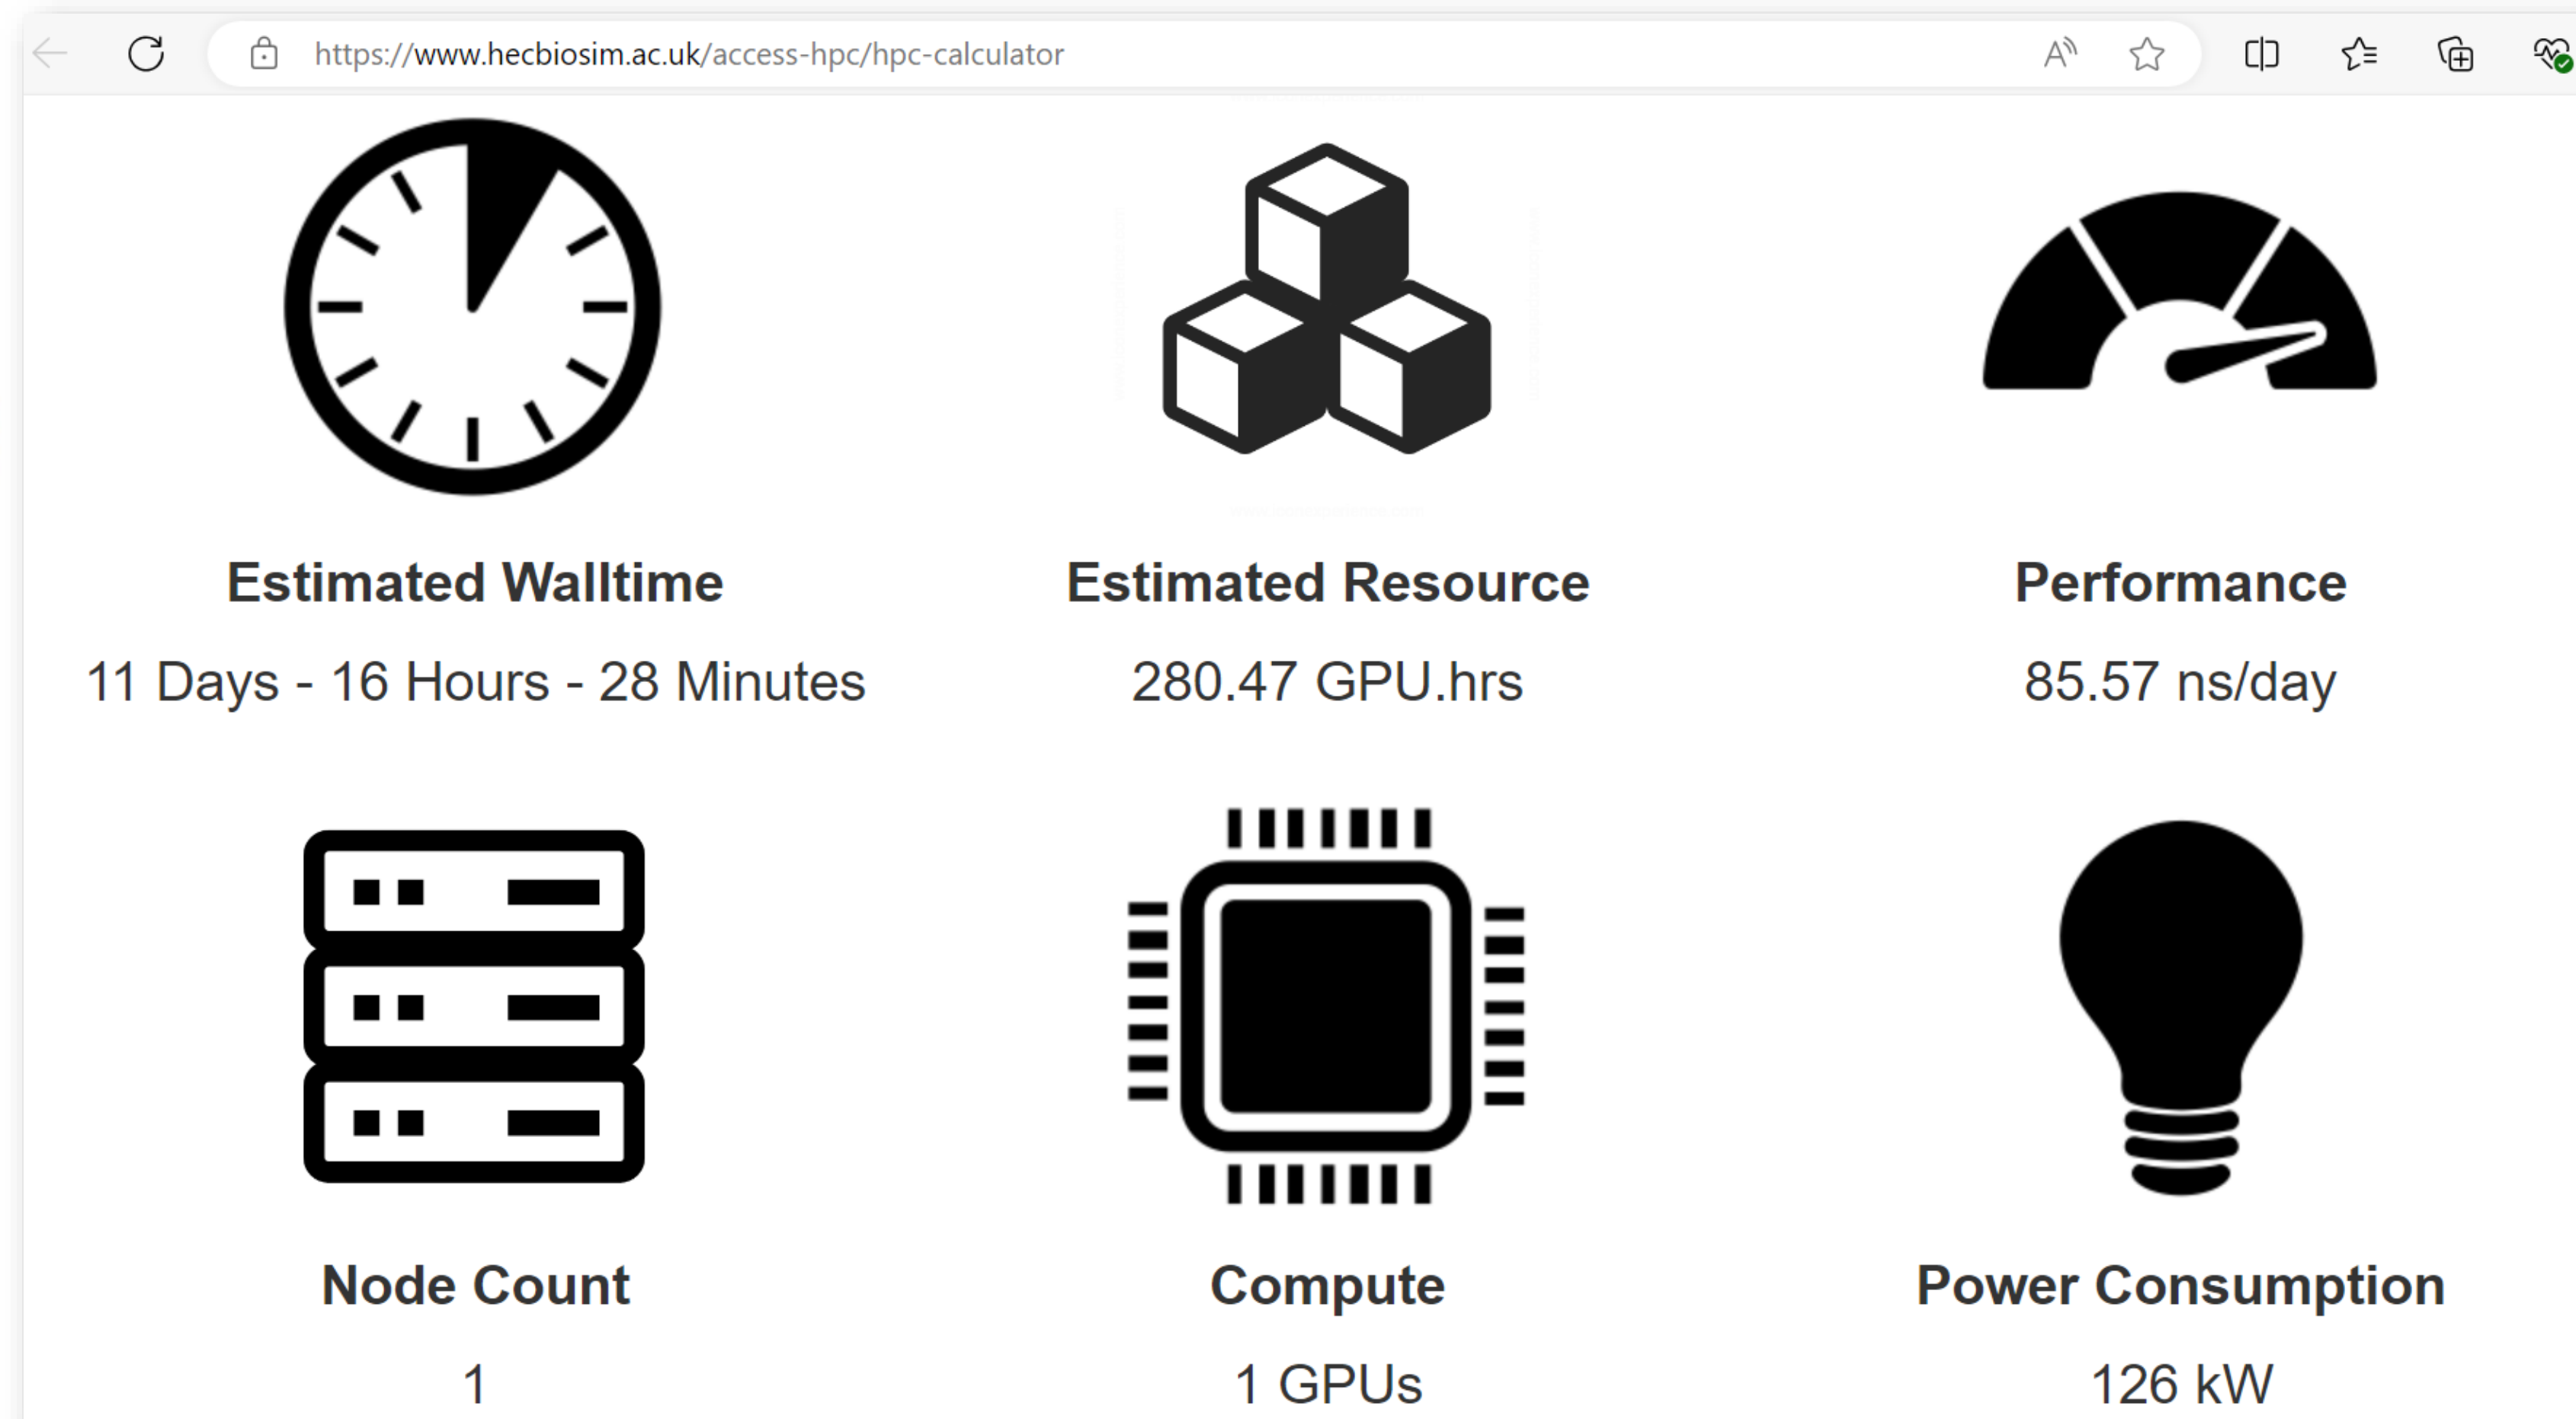 https://www.hecbiosim.ac.uk/access-hpc/hpc-calculator
Estimated Walltime
11 Days - 16 Hours - 28 Minutes
Estimated Resource
280.47 GPU.hrs
Performance
85.57 ns/day
Node Count
1
Compute
1 GPUs
Power Consumption
126 kW